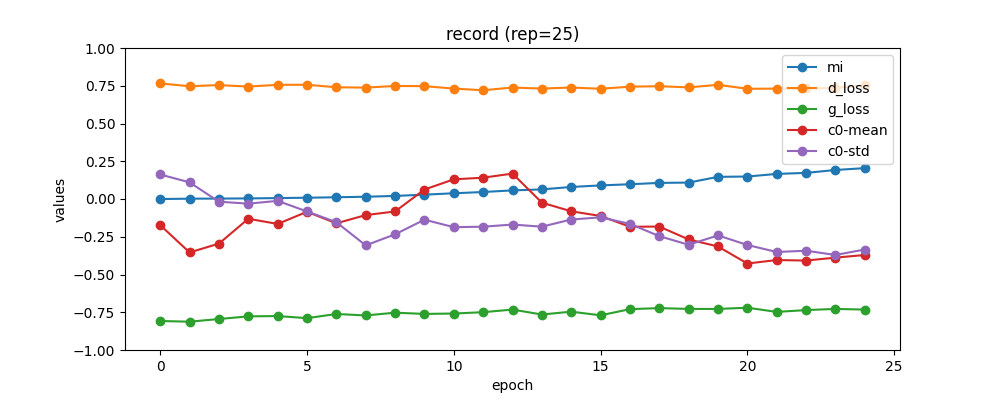 record (rep=25)
1.00
0.75
0.50
0.25
0.00
−0.25
−0.50
−0.75
−1.00
values
0 5 10 15 20 25
epoch
mi
d_loss
g_loss
c0-mean
c0-std